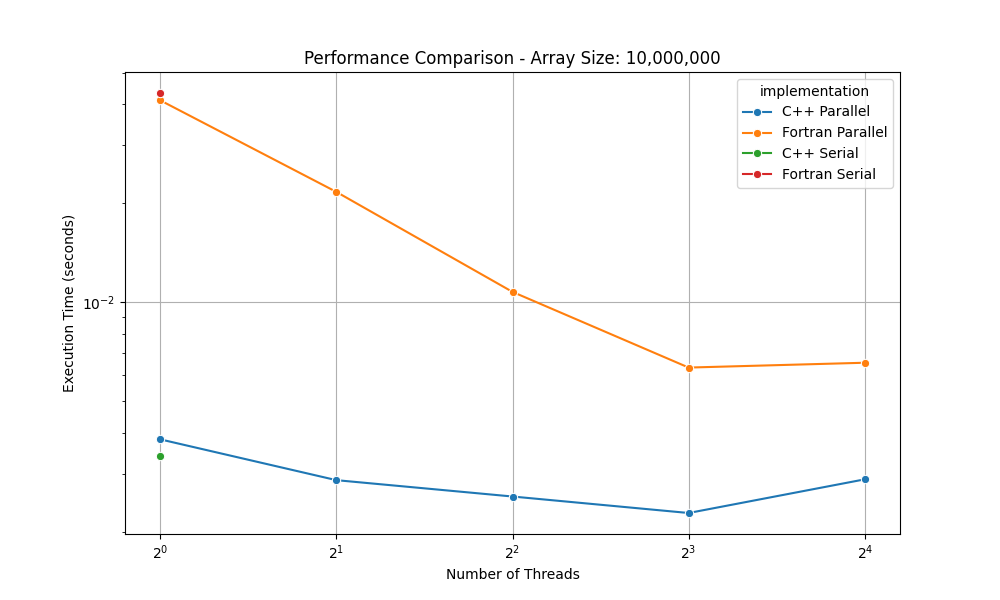 Performance Comparison - Array Size: 10,000,000
implementation
C++ Parallel
Fortran Parallel
C++ Serial
Fortran Serial
Execution Time (seconds)
10⁻²
2⁰ 2¹ 2² 2³ 2⁴
Number of Threads